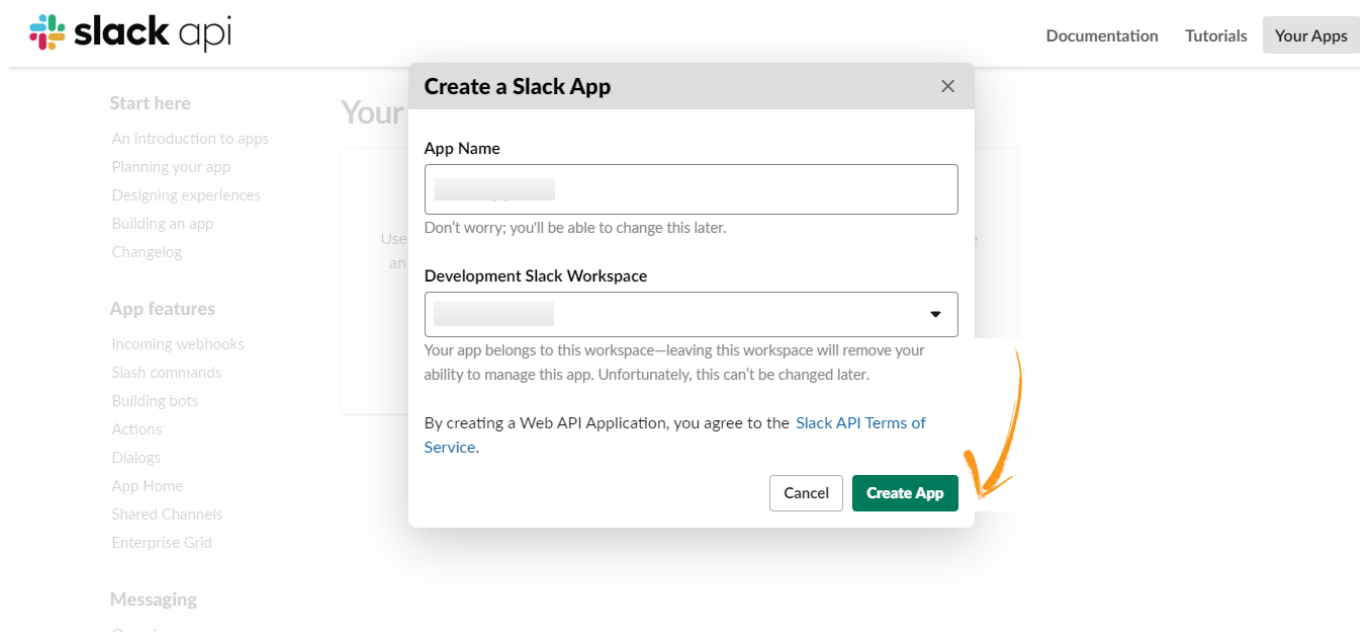 slack api
Documentation Tutorials Your Apps
Create a Slack App
Start here
An introduction to apps
Planning your app
Designing experiences
Building an app
Changelog
App features
Incoming webhooks
Slash commands
Building bots
Actions
Dialogs
App Home
Shared Channels
Enterprise Grid
Messaging
Your
Use
an
App Name
Don't worry; you'll be able to change this later.
Development Slack Workspace
Your app belongs to this workspace—leaving this workspace will remove your
ability to manage this app. Unfortunately, this can't be changed later.
By creating a Web API Application, you agree to the Slack API Terms of
Service.
Cancel Create App